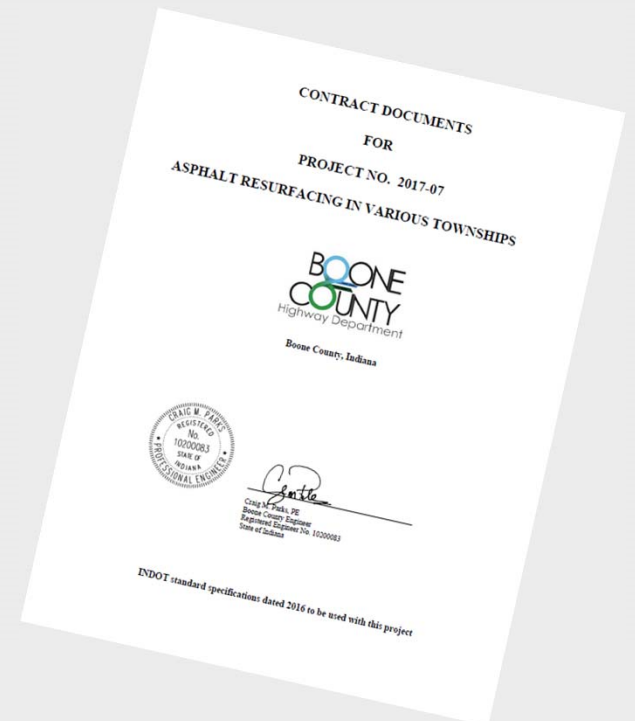 CONTRACT DOCUMENTS
FOR
PROJECT NO. 2017-07
ASPHALT RESURFACING IN VARIOUS TOWNSHIPS
BOONE
COUNTY
Highway Department
Boone County, Indiana
CRAIG M. PARKS
REGISTERED
No.
10200083
STATE OF
INDIANA
PROFESSIONAL ENGINEER
Craig M. Parks, PE
Boone County Engineer
Registered Engineer No. 10200083
State of Indiana
INDOT standard specifications dated 2016 to be used with this project